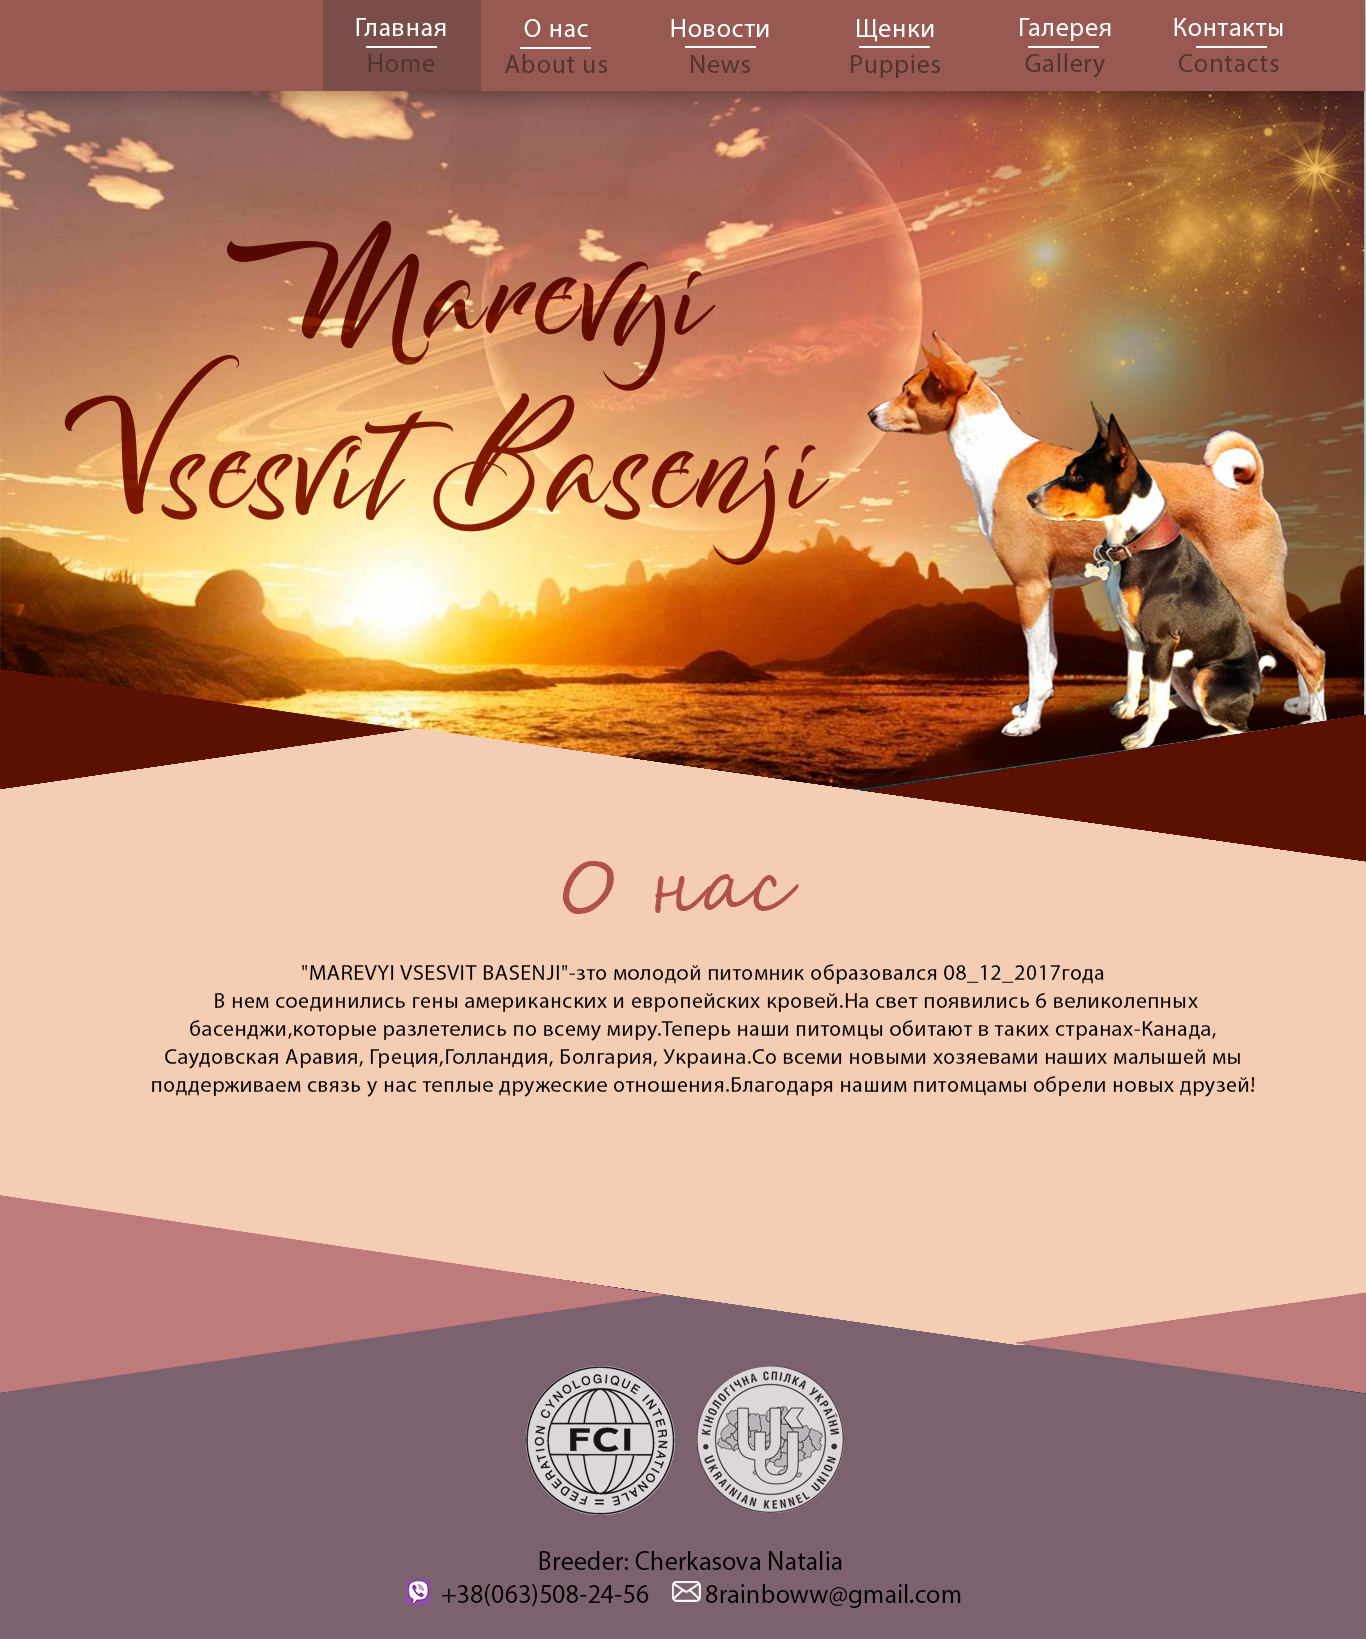 Главная
Home
О нас
About us
Новости
News
Щенки
Puppies
Галерея
Gallery
Контакты
Contacts
Marevyi
Vsesvit Basenji
О нас
"MAREVYI VSESVIT BASENJI"-зто молодой питомник образовался 08_12_2017года
В нем соединились гены американских и европейских кровей.На свет появились 6 великолепных
басенджи,которые разлетелись по всему миру.Теперь наши питомцы обитают в таких странах-Канада,
Саудовская Аравия, Греция,Голландия, Болгария, Украина.Со всеми новыми хозяевами наших малышей мы
поддерживаем связь у нас теплые дружеские отношения.Благодаря нашим питомцамы обрели новых друзей!
FEDERATION CYNOLOGIQUE INTERNATIONALE =
FCI
КІНОЛОГІЧНА СПІЛКА УКРАЇНИ
UKU
• UKRAINIAN KENNEL UNION •
Breeder: Cherkasova Natalia
+38(063)508-24-56 8rainboww@gmail.com